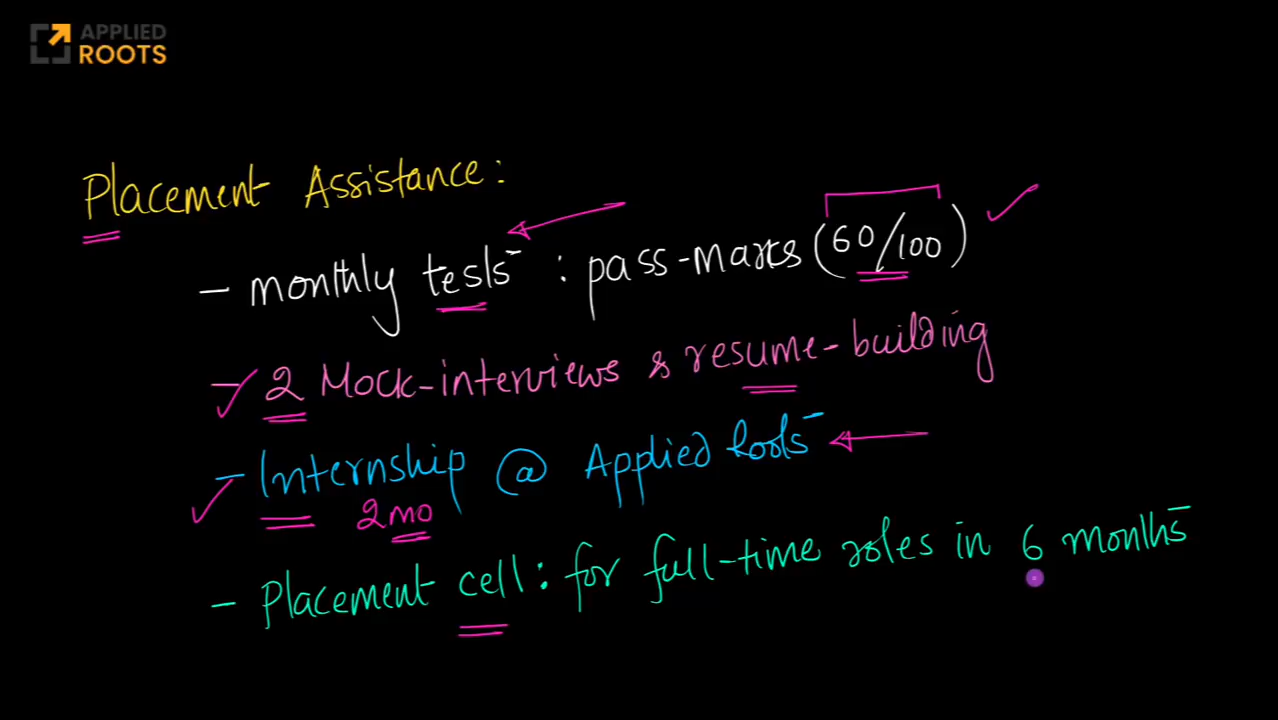 APPLIED
ROOTS
Placement Assistance:
- monthly tests : pass-marks (60/100)
- 2 Mock-interviews & resume-building
- Internship @ Applied Roots
2mo
- Placement cell: for full-time roles in 6 months